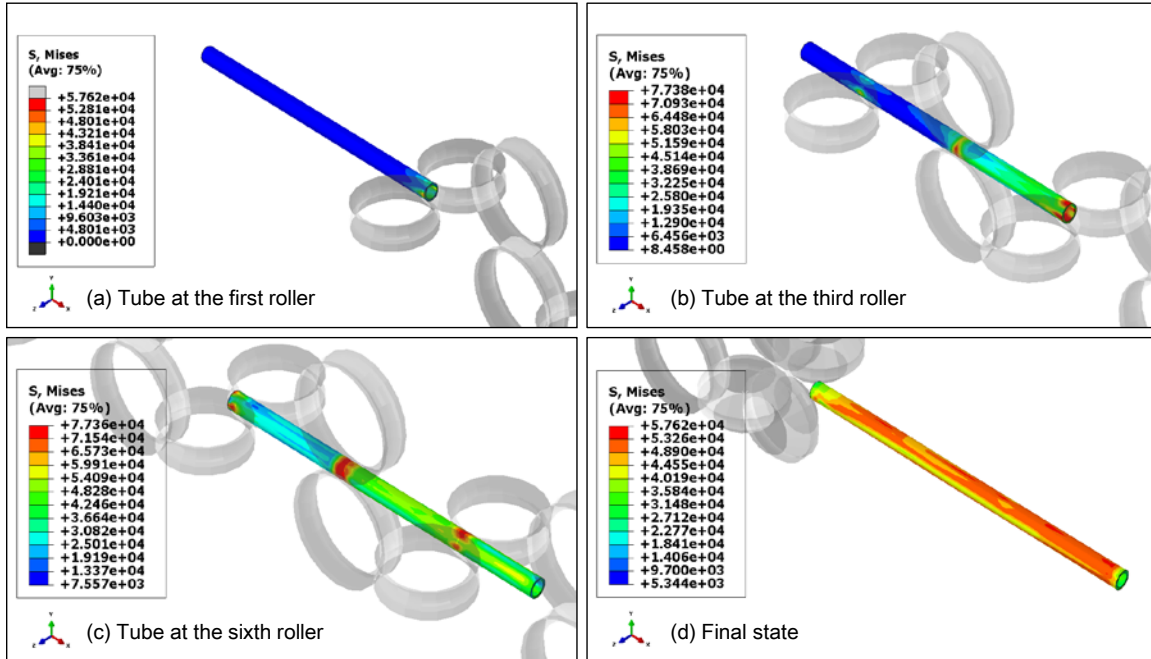 S, Mises
(Avg: 75%)
+5.762e+04
+5.281e+04
+4.801e+04
+4.321e+04
+3.841e+04
+3.361e+04
+2.881e+04
+2.401e+04
+1.921e+04
+1.440e+04
+9.603e+03
+4.801e+03
+0.000e+00
Y
Z
X
(a) Tube at the first roller
S, Mises
(Avg: 75%)
+7.738e+04
+7.093e+04
+6.448e+04
+5.803e+04
+5.159e+04
+4.514e+04
+3.869e+04
+3.225e+04
+2.580e+04
+1.935e+04
+1.290e+04
+6.456e+03
+8.458e+00
Y
Z
X
(b) Tube at the third roller
S, Mises
(Avg: 75%)
+7.736e+04
+7.154e+04
+6.573e+04
+5.991e+04
+5.409e+04
+4.828e+04
+4.246e+04
+3.664e+04
+3.082e+04
+2.501e+04
+1.919e+04
+1.337e+04
+7.557e+03
Y
Z
X
(c) Tube at the sixth roller
S, Mises
(Avg: 75%)
+5.762e+04
+5.326e+04
+4.890e+04
+4.455e+04
+4.019e+04
+3.584e+04
+3.148e+04
+2.712e+04
+2.277e+04
+1.841e+04
+1.406e+04
+9.700e+03
+5.344e+03
Y
Z
X
(d) Final state